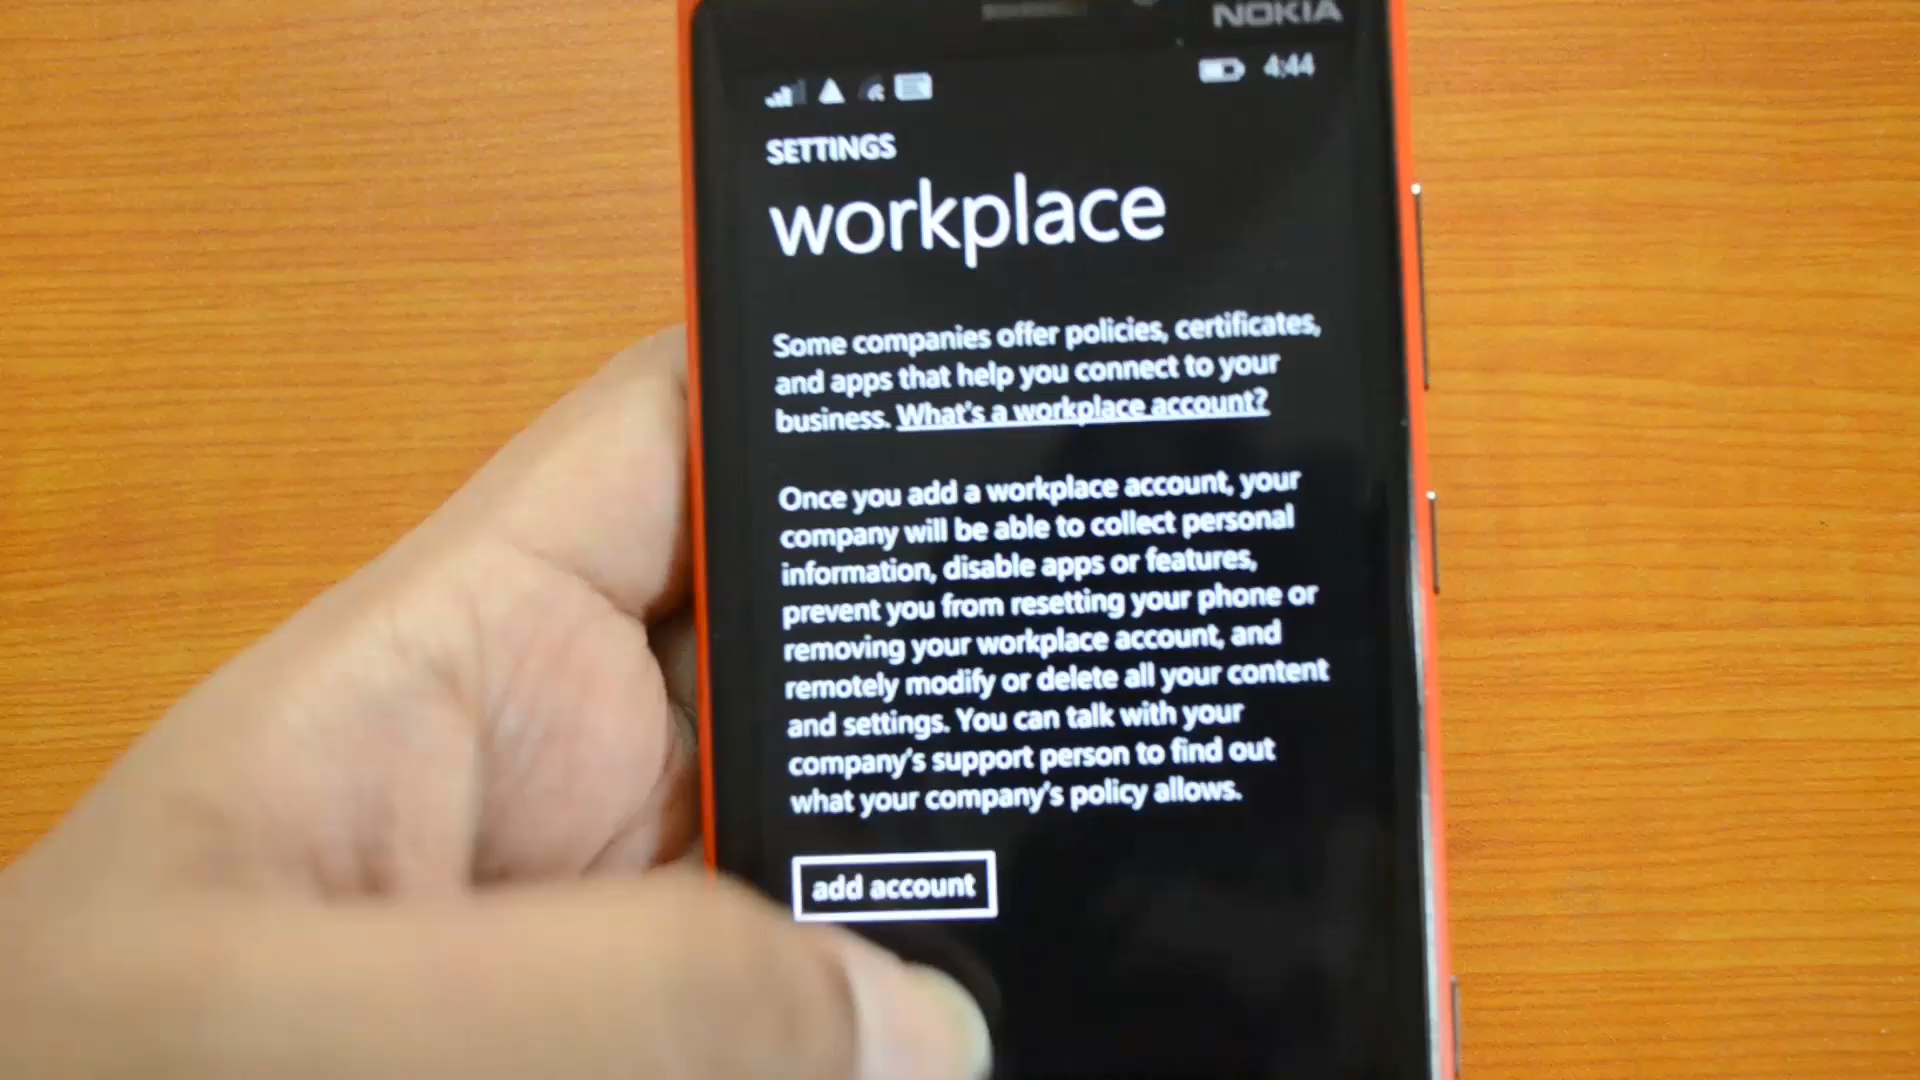 NOKIA
4:44
SETTINGS
workplace
Some companies offer policies, certificates,
and apps that help you connect to your
business. What's a workplace account?
Once you add a workplace account, your
company will be able to collect personal
information, disable apps or features,
prevent you from resetting your phone or
removing your workplace account, and
remotely modify or delete all your content
and settings. You can talk with your
company's support person to find out
what your company's policy allows.
add account